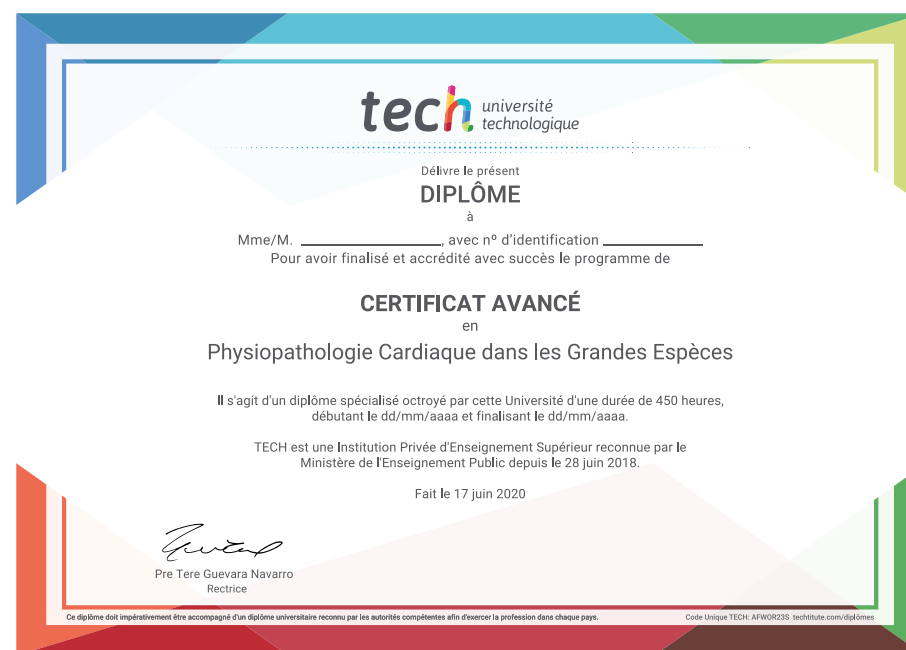 tech université
technologique
Délivre le présent
DIPLÔME
à
Mme/M. ____________________, avec nº d'identification ______________
Pour avoir finalisé et accrédité avec succès le programme de
CERTIFICAT AVANCÉ
en
Physiopathologie Cardiaque dans les Grandes Espèces
Il s'agit d'un diplôme spécialisé octroyé par cette Université d'une durée de 450 heures,
débutant le dd/mm/aaaa et finalisant le dd/mm/aaaa.
TECH est une Institution Privée d'Enseignement Supérieur reconnue par le
Ministère de l'Enseignement Public depuis le 28 juin 2018.
Fait le 17 juin 2020
Pre Tere Guevara Navarro
Rectrice
Ce diplôme doit impérativement être accompagné d'un diplôme universitaire reconnu par les autorités compétentes afin d'exercer la profession dans chaque pays.
Code Unique TECH: AFWOR23S techtitute.com/diplômes